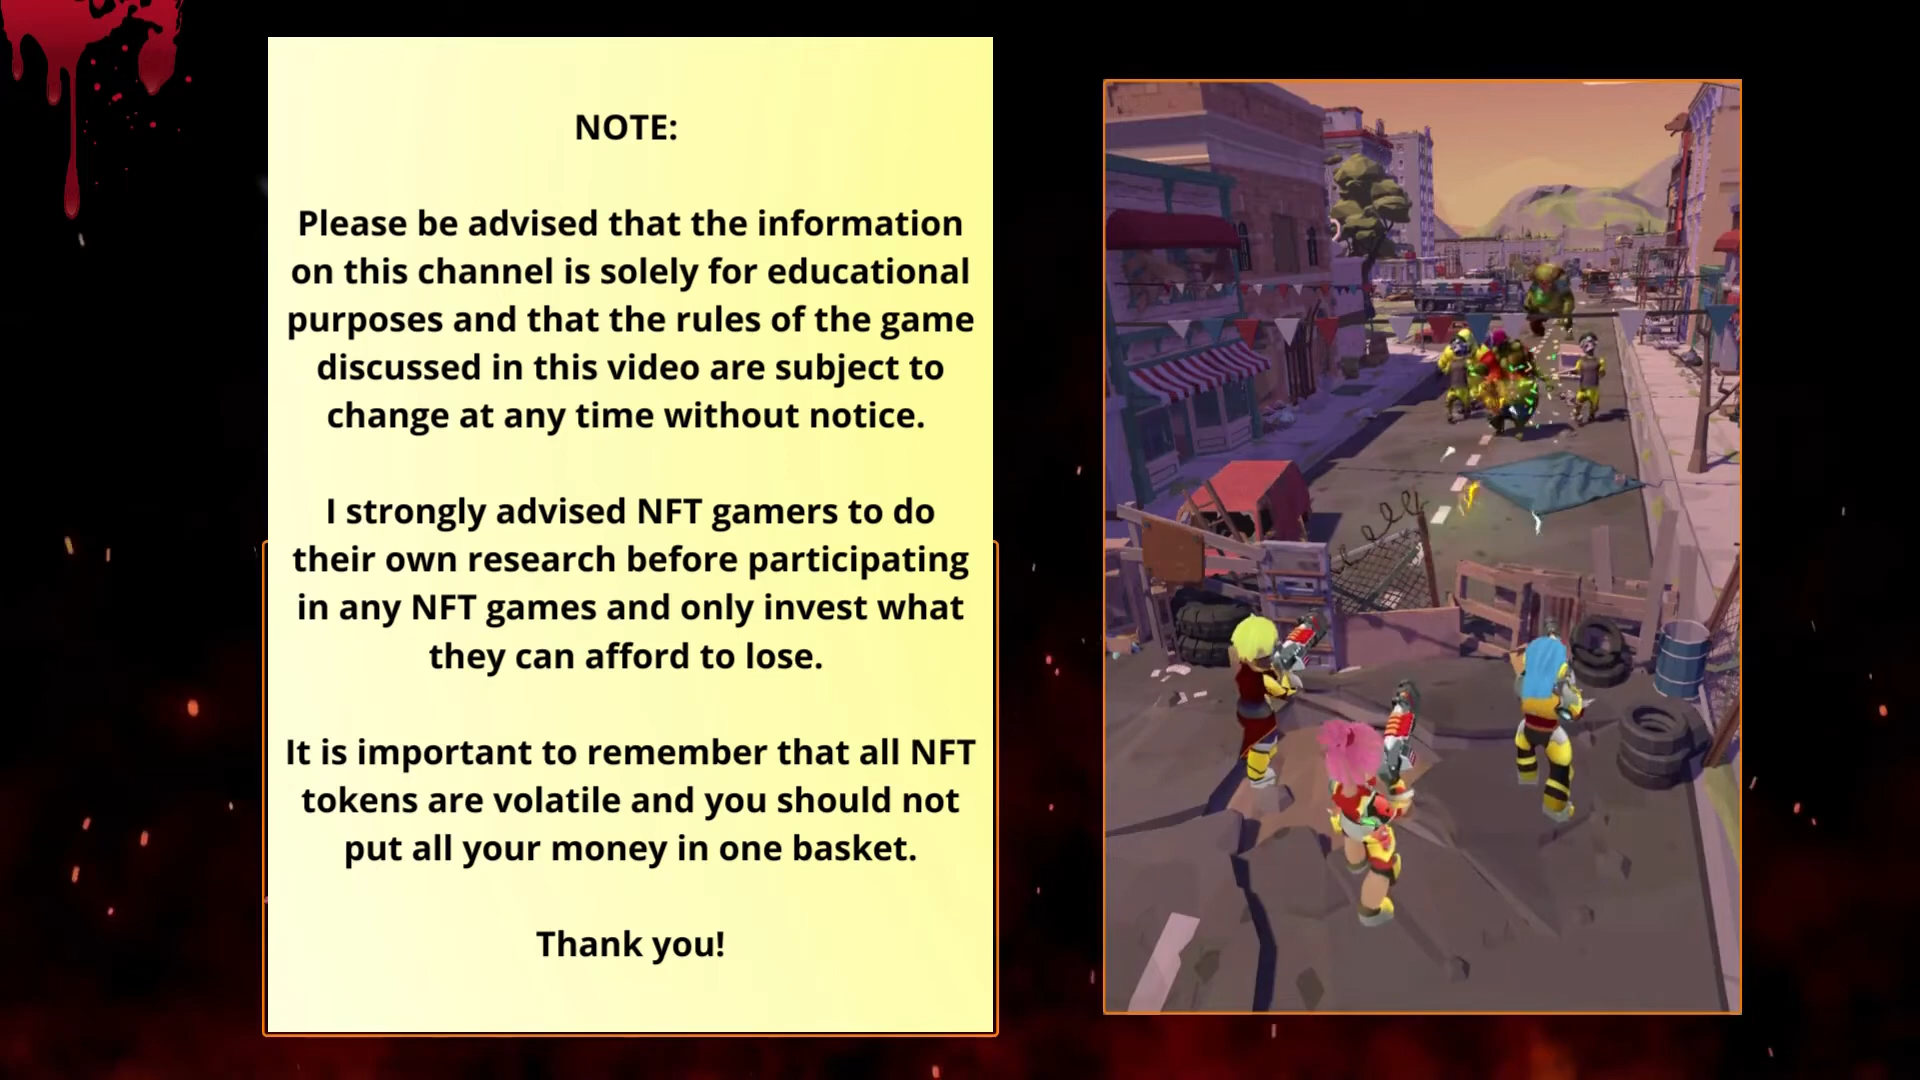 NOTE:
Please be advised that the information
on this channel is solely for educational
purposes and that the rules of the game
discussed in this video are subject to
change at any time without notice.
I strongly advised NFT gamers to do
their own research before participating
in any NFT games and only invest what
they can afford to lose.
It is important to remember that all NFT
tokens are volatile and you should not
put all your money in one basket.
Thank you!